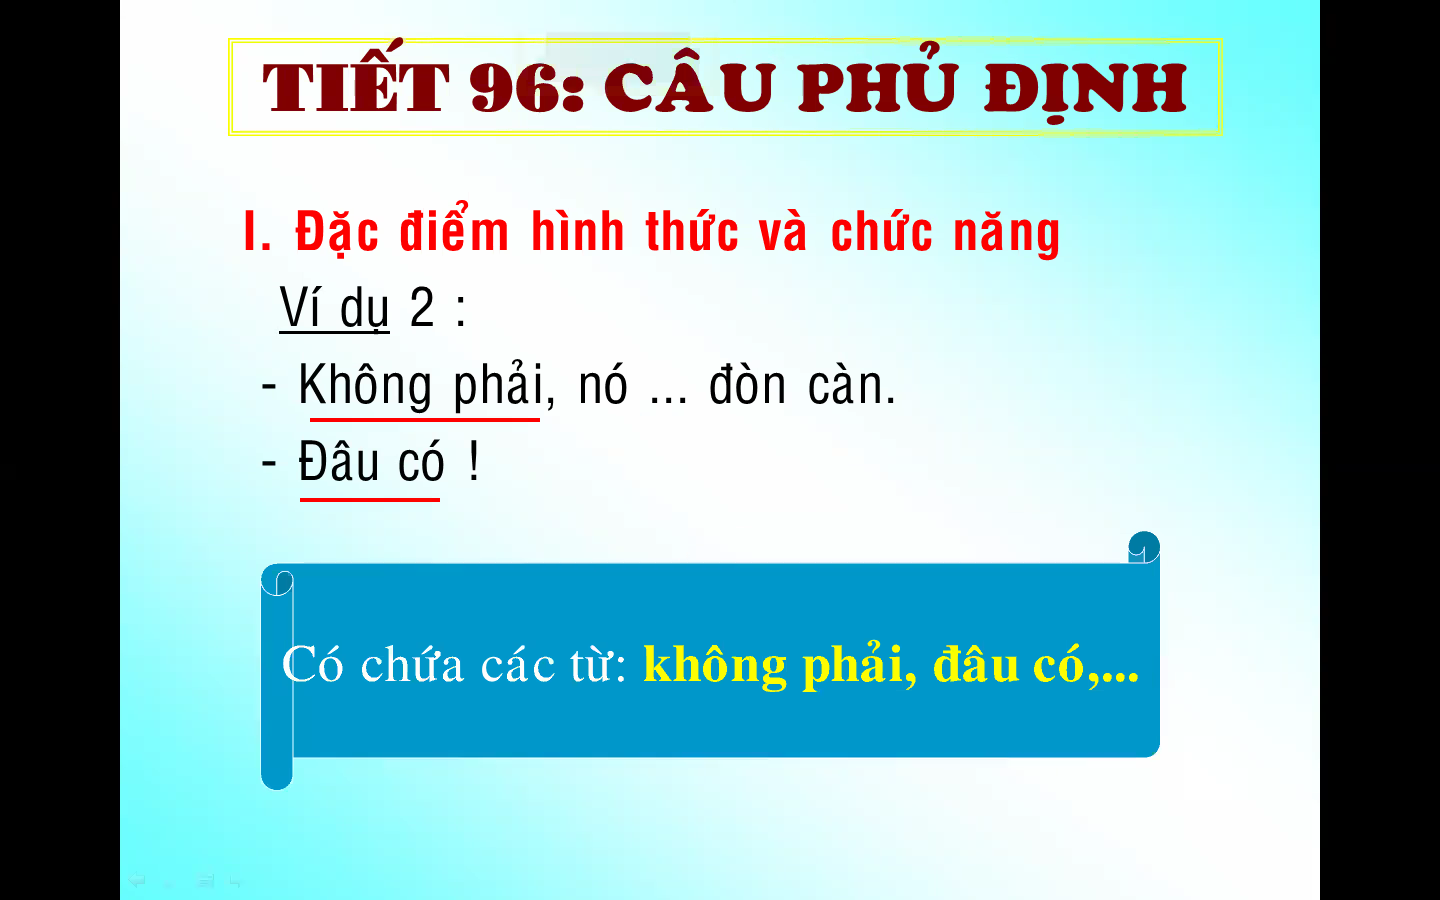 TIẾT 96: CÂU PHỦ ĐỊNH
I. Đặc điểm hình thức và chức năng
Ví dụ 2 :
- Không phải, nó ... đòn càn.
- Đâu có !
Có chứa các từ: không phải, đâu có,...